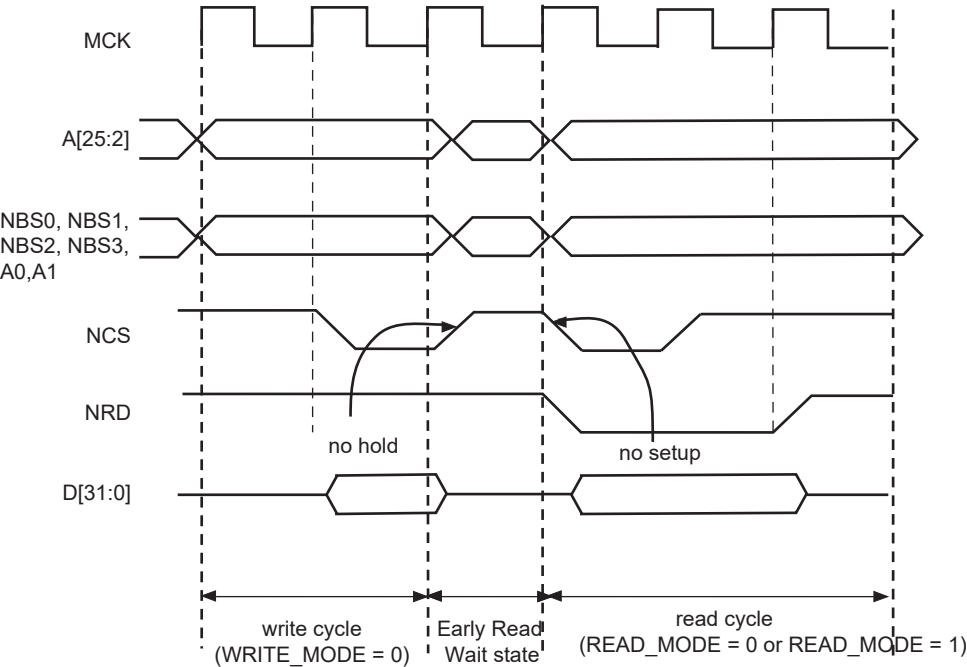 MCK
A[25:2]
NBS0, NBS1,
NBS2, NBS3,
A0,A1
NCS
NRD
no hold
no setup
D[31:0]
write cycle
(WRITE_MODE = 0)
Early Read
Wait state
read cycle
(READ_MODE = 0 or READ_MODE = 1)